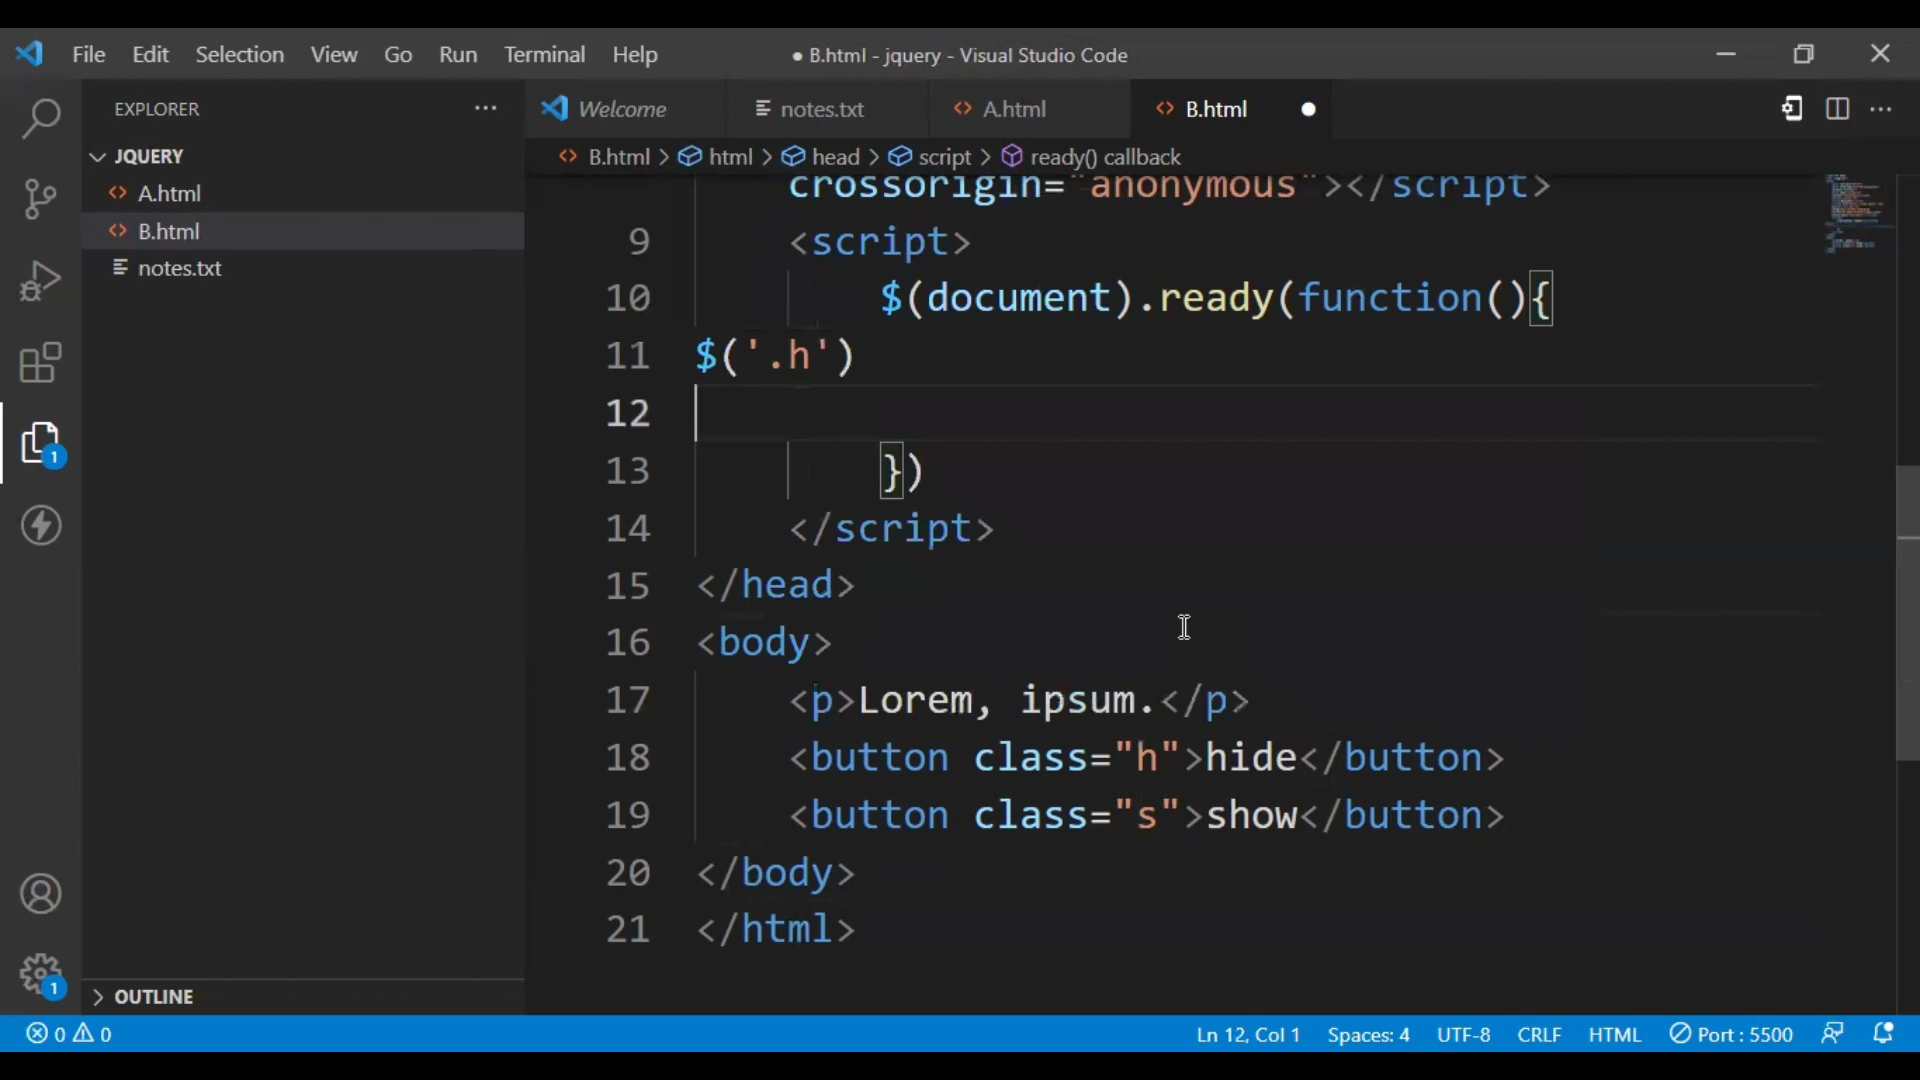 File Edit Selection View Go Run Terminal Help ● B.html - jquery - Visual Studio Code
EXPLORER ···
JQUERY
A.html
B.html
notes.txt
OUTLINE
Welcome notes.txt A.html B.html
B.html > html > head > script > ready() callback
crossorigin="anonymous"></script>
9 <script>
10 $(document).ready(function(){
11 $('.h')
12
13 })
14 </script>
15 </head>
16 <body>
17 <p>Lorem, ipsum.</p>
18 <button class="h">hide</button>
19 <button class="s">show</button>
20 </body>
21 </html>
1
1
0 0 Ln 12, Col 1 Spaces: 4 UTF-8 CRLF HTML Port : 5500